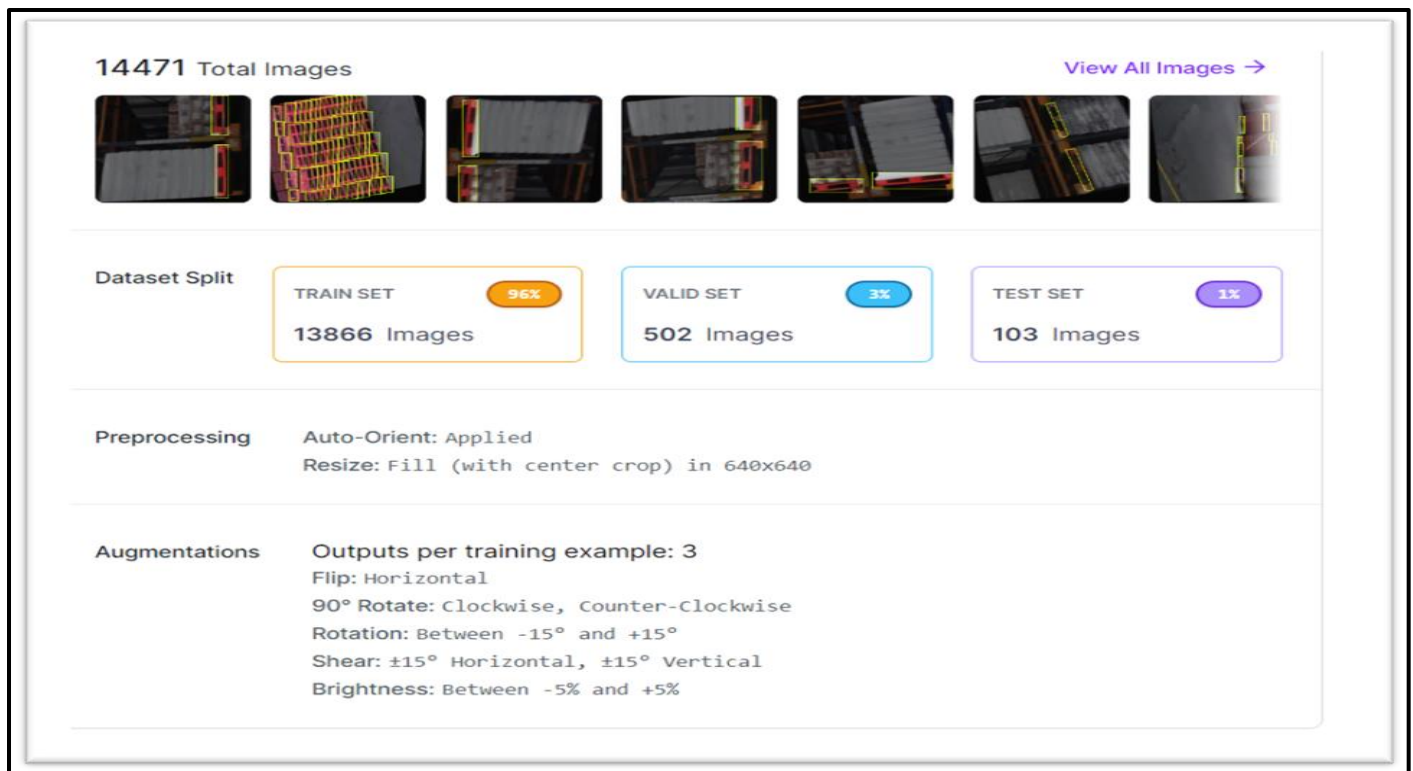 14471 Total Images
View All Images →
Dataset Split
TRAIN SET 96%
13866 Images
VALID SET 3%
502 Images
TEST SET 1%
103 Images
Preprocessing
Auto-Orient: Applied
Resize: Fill (with center crop) in 640x640
Augmentations
Outputs per training example: 3
Flip: Horizontal
90° Rotate: Clockwise, Counter-Clockwise
Rotation: Between -15° and +15°
Shear: ±15° Horizontal, ±15° Vertical
Brightness: Between -5% and +5%